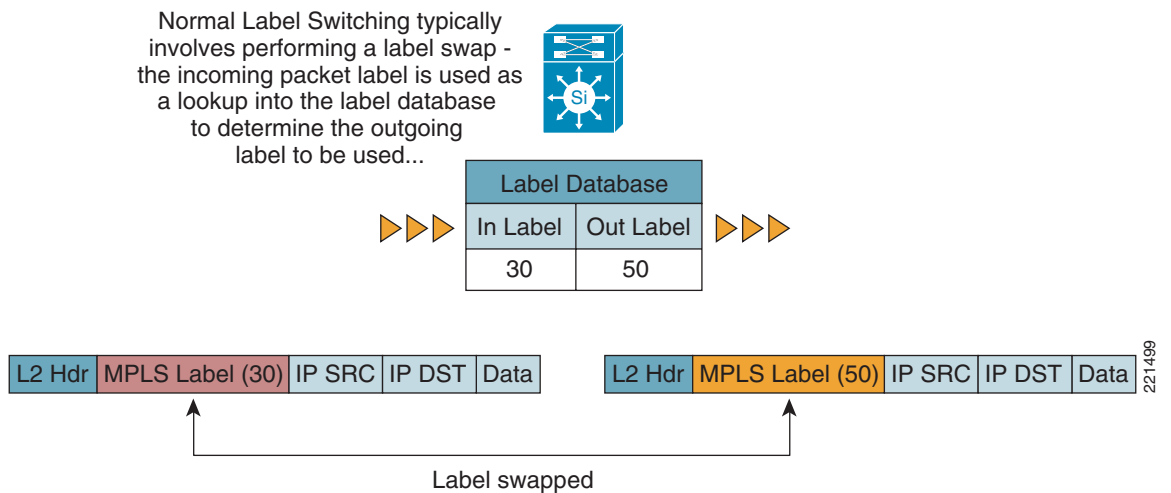 Normal Label Switching typically
involves performing a label swap -
the incoming packet label is used as
a lookup into the label database
to determine the outgoing
label to be used...
Si
Label Database
In Label Out Label
30 50
L2 Hdr MPLS Label (30) IP SRC IP DST Data
L2 Hdr MPLS Label (50) IP SRC IP DST Data
221499
Label swapped